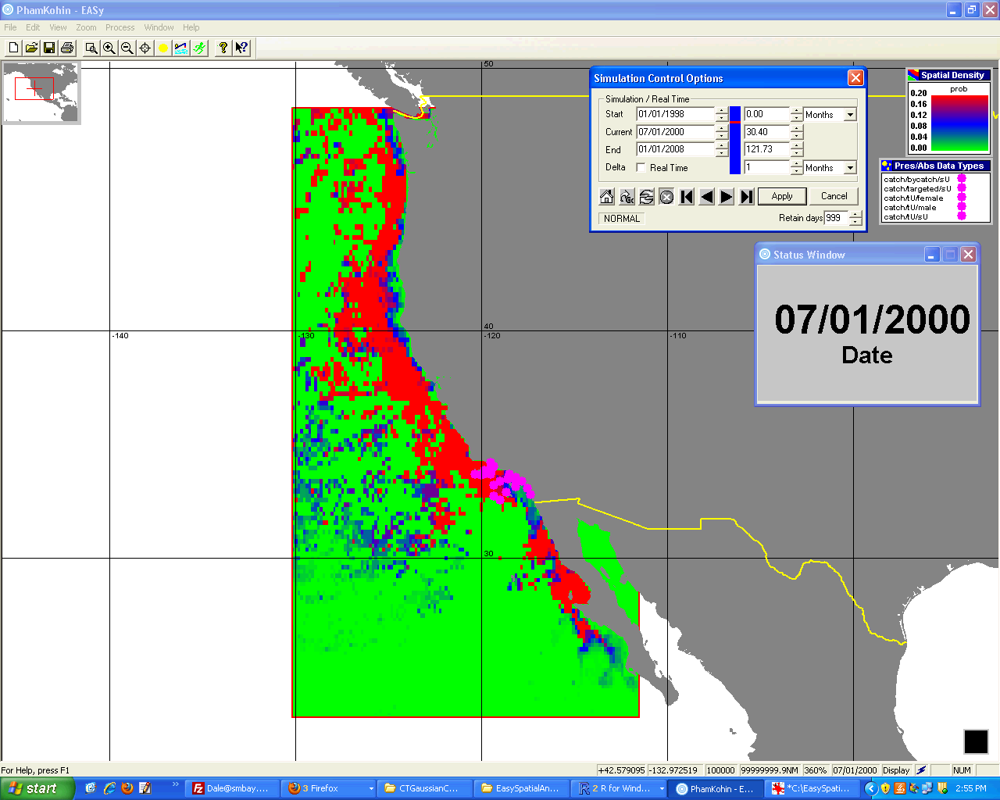 PhamKohin - EASy
File Edit View Zoom Process Window Help
50
40
-140
-130
-120
-110
30
Simulation Control Options
Simulation / Real Time
Start 01/01/1998 0.00 Months
Current 07/01/2000 30.40
End 01/01/2008 121.73
Delta Real Time 1 Months
Apply Cancel
NORMAL Retain days 999
Spatial Density
prob
0.20
0.16
0.12
0.08
0.04
0.00
Pres/Abs Data Types
catch/bycatch/sU
catch/targeted/sU
catch/tU/female
catch/tU/male
catch/tU/sU
Status Window
07/01/2000
Date
For Help, press F1 +42.579095 -132.972519 100000 99999999.9NM 360% 07/01/2000 Display NUM
start Dale@smbay.... 3 Firefox CTGaussianC... EasySpatialAn... 2 R for Wind... PhamKohin - E... *C:\EasySpati... 2:55 PM